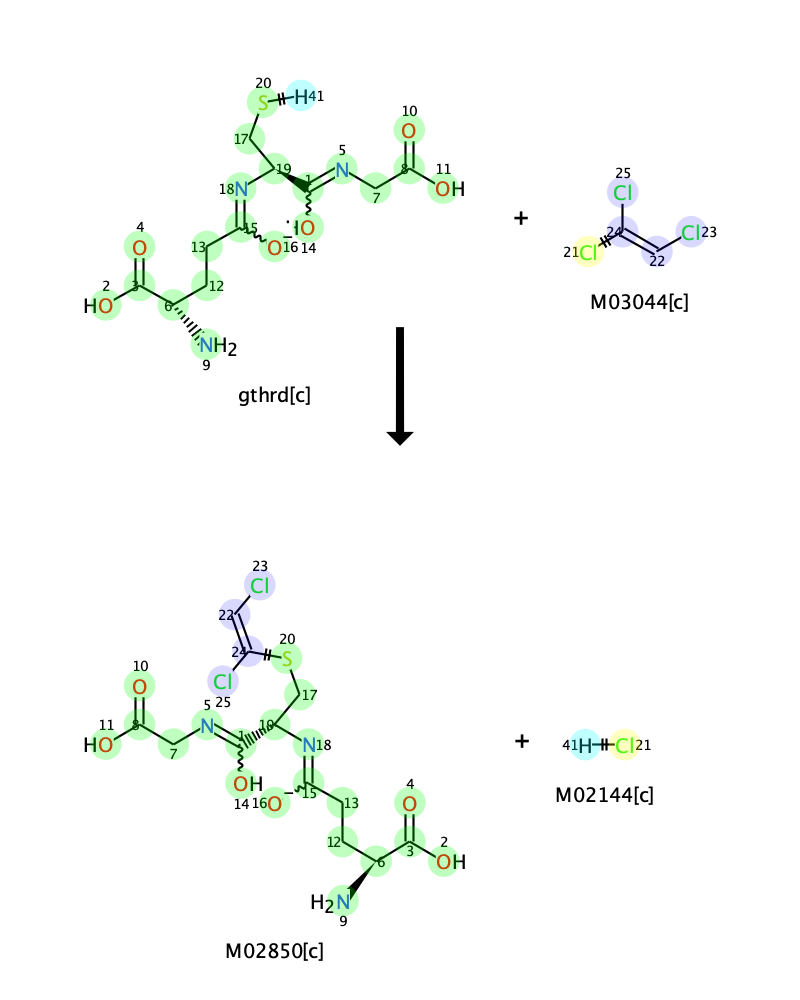 20
S H 41
17
10
O
5
19 1 N 8 11
18 N OH
7
4 15 HO
O 13 O⁻ 16 14
2 3 12
HO 6
NH2
9
gthrd[c]
+
25
Cl
24 Cl 23
21 Cl 22
M03044[c]
23
Cl
22
20
24 S
10 Cl
O 25 17
5
11 8 N 1 19 N 18
HO 7
OH 15 4
14 16 O⁻ 13 O
12 3 2
6 OH
H2N
9
M02850[c]
+
41 H Cl 21
M02144[c]